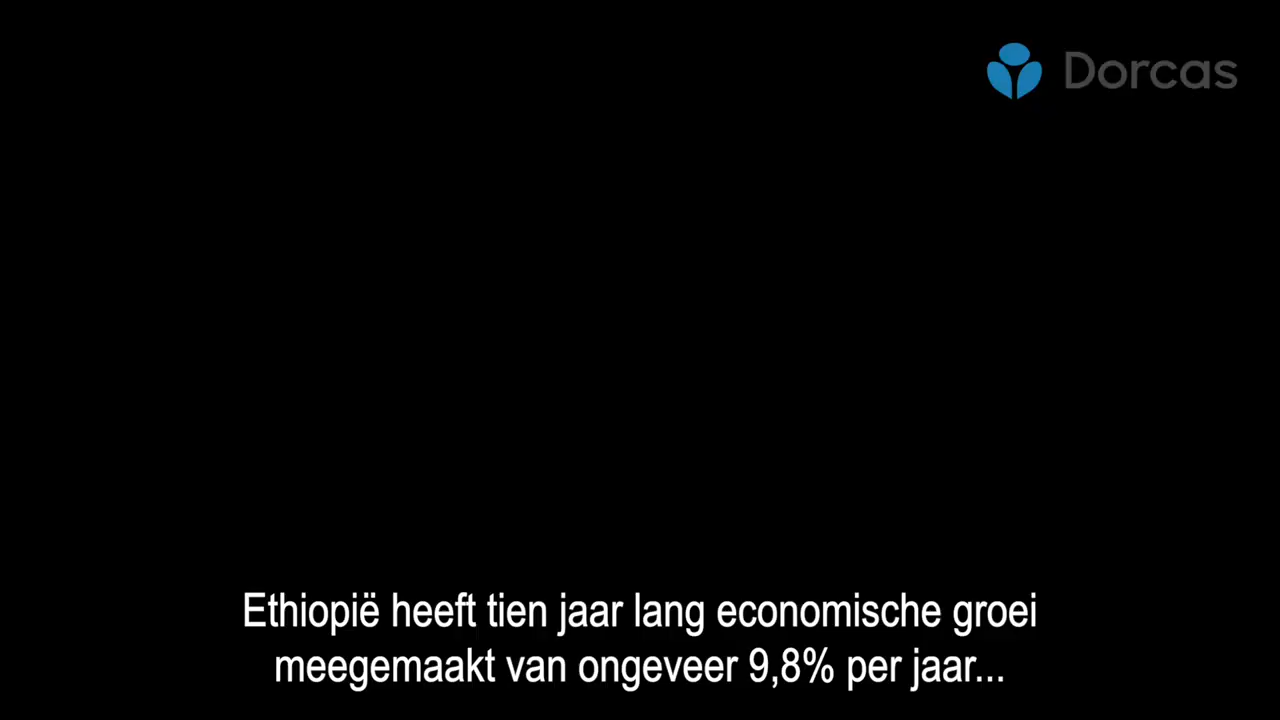 Dorcas
Ethiopië heeft tien jaar lang economische groei
meegemaakt van ongeveer 9,8% per jaar...